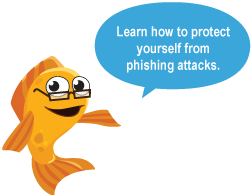 Learn how to protect
yourself from
phishing attacks.